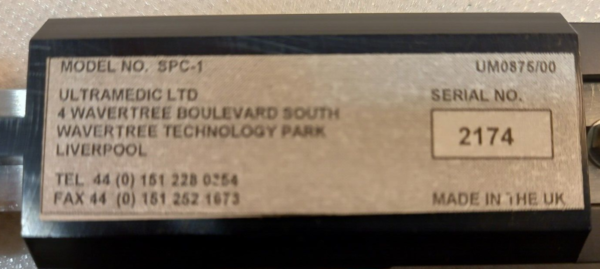 MODEL NO. SPC-1
UM0875/00
ULTRAMEDIC LTD
4 WAVERTREE BOULEVARD SOUTH
WAVERTREE TECHNOLOGY PARK
LIVERPOOL
SERIAL NO.
2174
TEL 44 (0) 151 228
FAX 44 (0) 151 252 1673
MADE IN THE UK